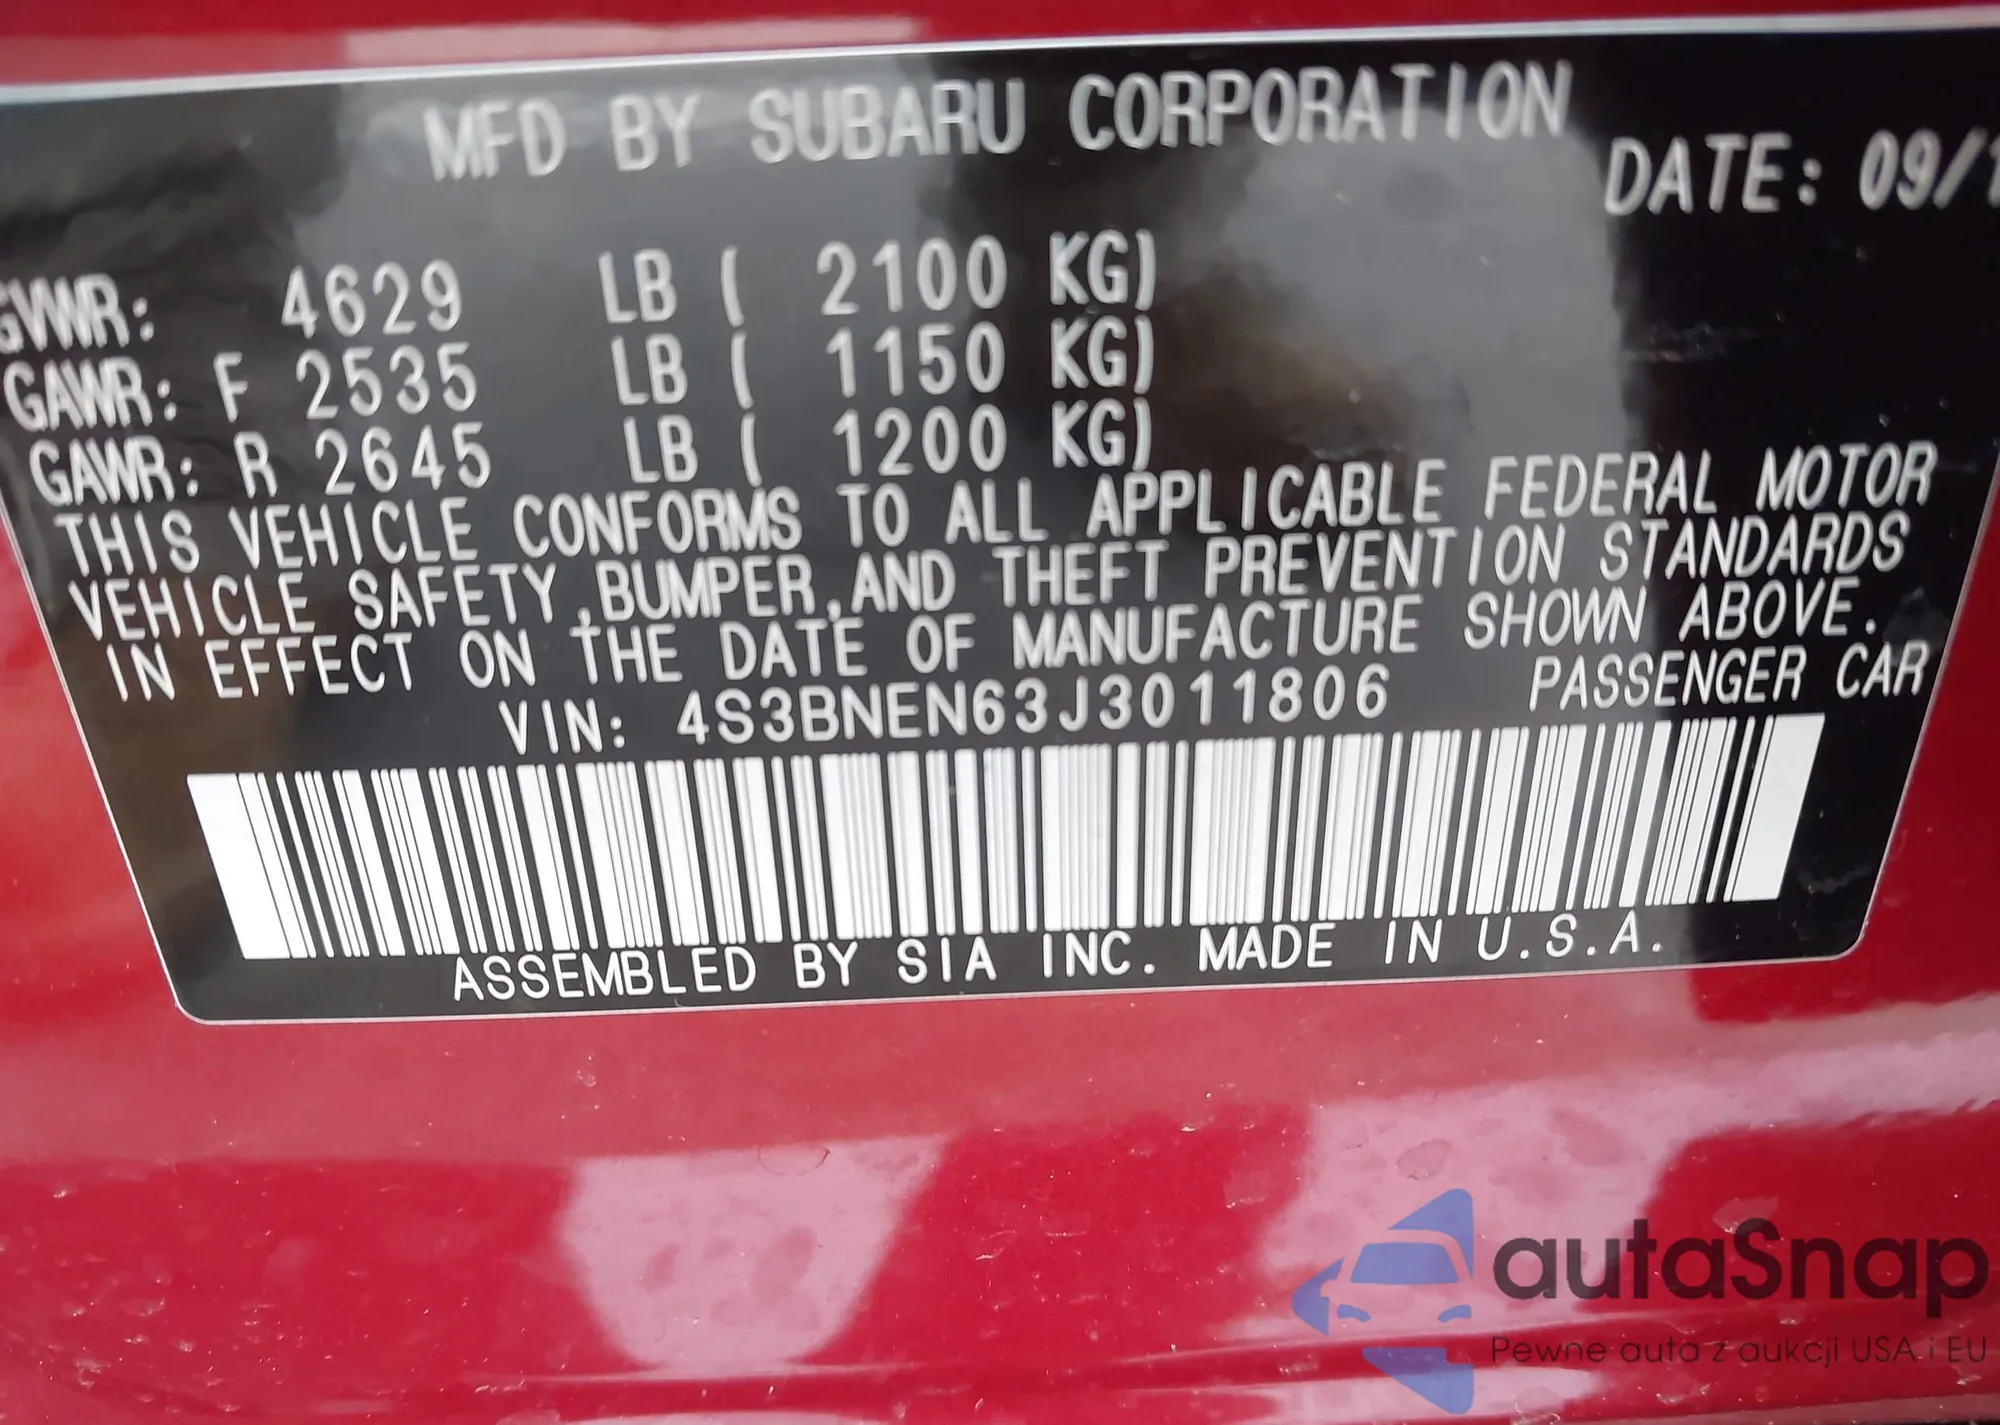 MFD BY SUBARU CORPORATION
DATE: 09/1
GVWR: 4629 LB ( 2100 KG)
GAWR: F 2535 LB ( 1150 KG)
GAWR: R 2645 LB ( 1200 KG)
THIS VEHICLE CONFORMS TO ALL APPLICABLE FEDERAL MOTOR
VEHICLE SAFETY,BUMPER,AND THEFT PREVENTION STANDARDS
IN EFFECT ON THE DATE OF MANUFACTURE SHOWN ABOVE.
VIN: 4S3BNEN63J3011806 PASSENGER CAR
ASSEMBLED BY SIA INC. MADE IN U.S.A.
autaSnap
Pewne auta z aukcji USA i EU